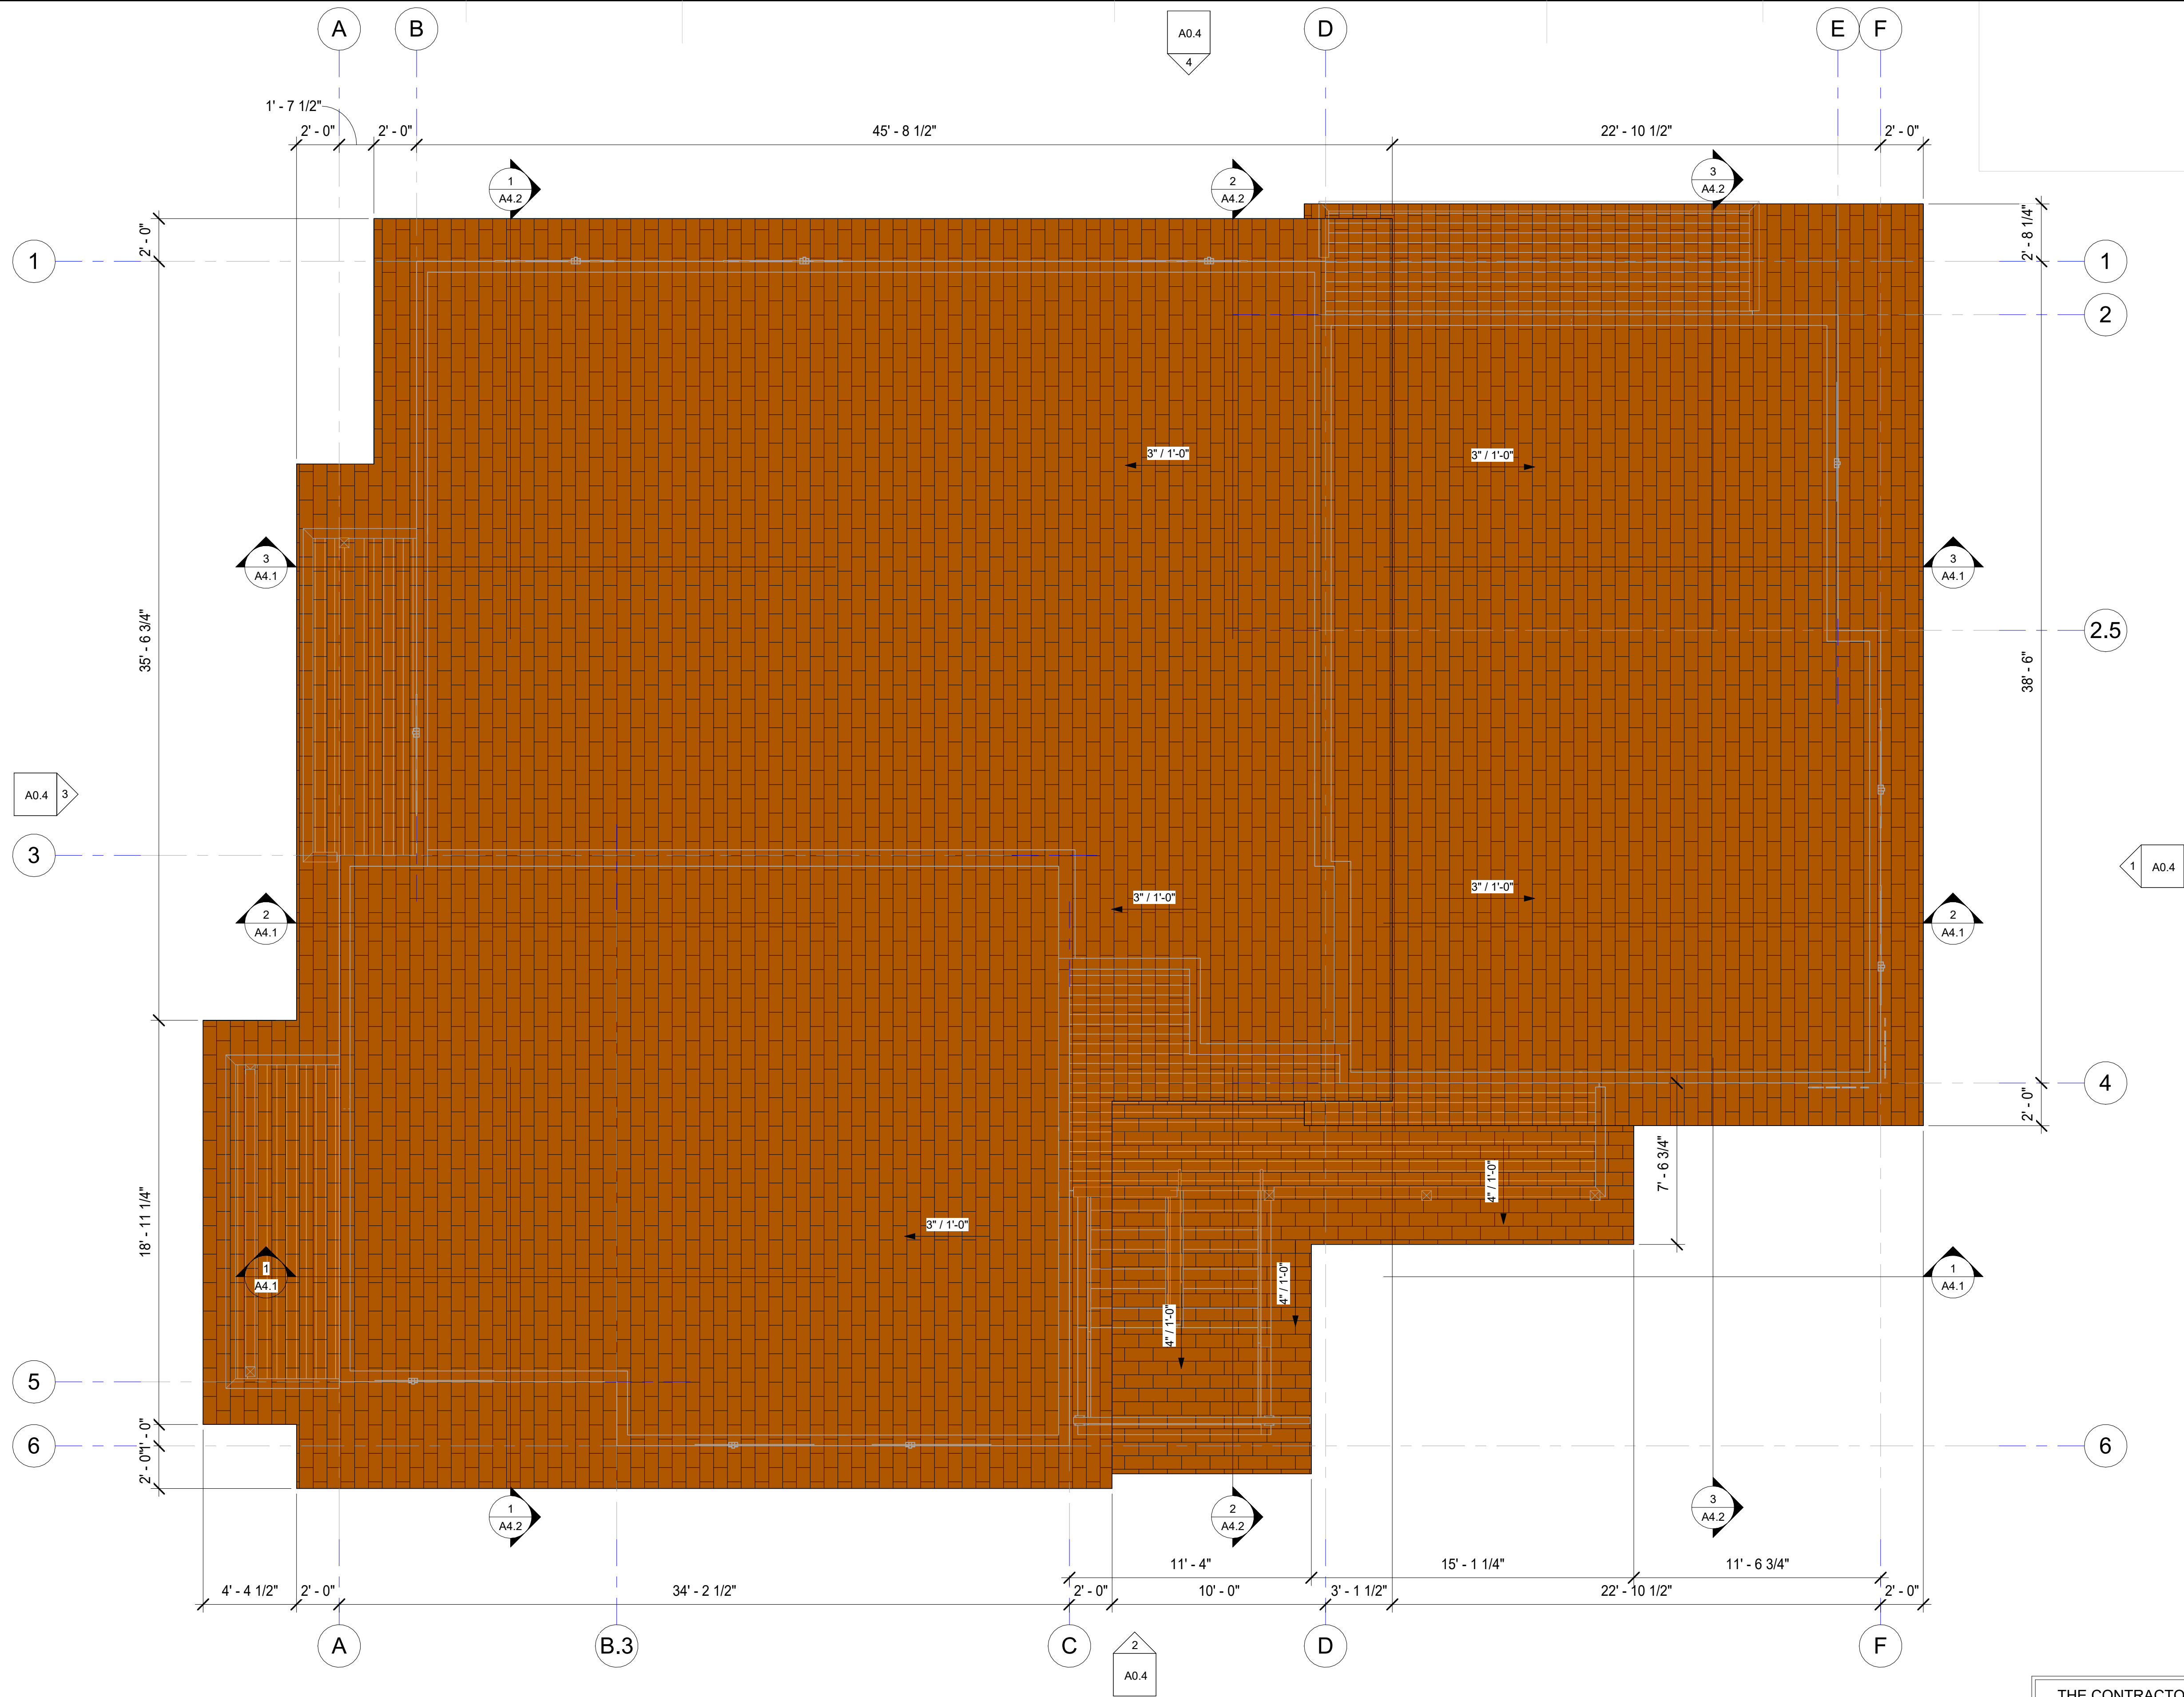 A
B
D
E
F
A0.4
4
1' - 7 1/2"
2' - 0"
2' - 0"
45' - 8 1/2"
22' - 10 1/2"
2' - 0"
1
A4.2
2
A4.2
3
A4.2
2' - 0"
2' - 8 1/4"
1
1
2
3" / 1'-0"
3" / 1'-0"
3
A4.1
3
A4.1
35' - 6 3/4"
38' - 6"
2.5
A0.4
3
3
1
A0.4
3" / 1'-0"
3" / 1'-0"
2
A4.1
2
A4.1
4
2' - 0"
7' - 6 3/4"
4" / 1'-0"
18' - 11 1/4"
3" / 1'-0"
1
A4.1
4" / 1'-0"
4" / 1'-0"
1
A4.1
5
1' - 0"
6
6
2' - 0"
1
A4.2
2
A4.2
3
A4.2
11' - 4"
15' - 1 1/4"
11' - 6 3/4"
4' - 4 1/2"
2' - 0"
34' - 2 1/2"
2' - 0"
10' - 0"
3' - 1 1/2"
22' - 10 1/2"
2' - 0"
A
B.3
C
D
F
2
A0.4
THE CONTRACTO